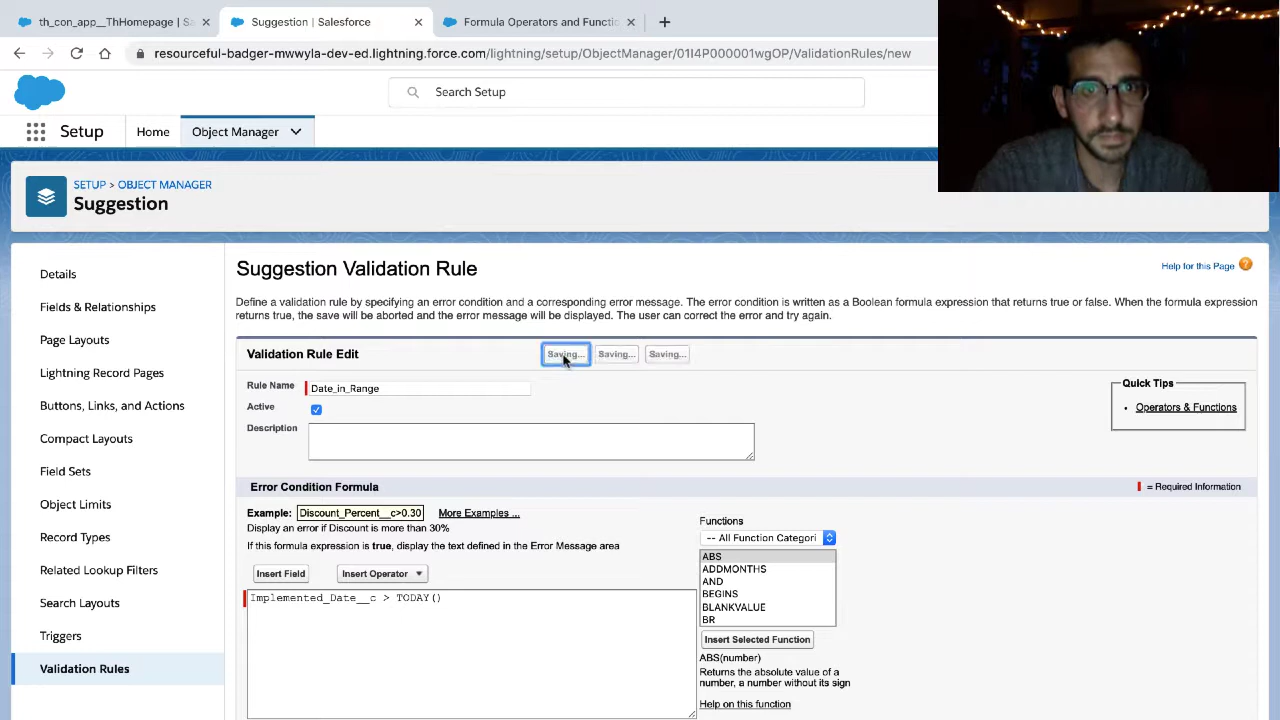 th_con_app__ThHomepage | Sa
Suggestion | Salesforce
Formula Operators and Functio
resourceful-badger-mwwyla-dev-ed.lightning.force.com/lightning/setup/ObjectManager/01I4P000001wgOP/ValidationRules/new
Search Setup
Setup
Home
Object Manager
SETUP > OBJECT MANAGER
Suggestion
Details
Fields & Relationships
Page Layouts
Lightning Record Pages
Buttons, Links, and Actions
Compact Layouts
Field Sets
Object Limits
Record Types
Related Lookup Filters
Search Layouts
Triggers
Validation Rules
Suggestion Validation Rule
Help for this Page
Define a validation rule by specifying an error condition and a corresponding error message. The error condition is written as a Boolean formula expression that returns true or false. When the formula expression
returns true, the save will be aborted and the error message will be displayed. The user can correct the error and try again.
Validation Rule Edit
Saving... Saving... Saving...
Rule Name Date_in_Range
Active
Description
Quick Tips
• Operators & Functions
Error Condition Formula
= Required Information
Example: Discount_Percent__c>0.30 More Examples ...
Display an error if Discount is more than 30%
If this formula expression is true, display the text defined in the Error Message area
Insert Field Insert Operator
Implemented_Date__c > TODAY()
Functions
-- All Function Categori
ABS
ADDMONTHS
AND
BEGINS
BLANKVALUE
BR
Insert Selected Function
ABS(number)
Returns the absolute value of a
number, a number without its sign
Help on this function